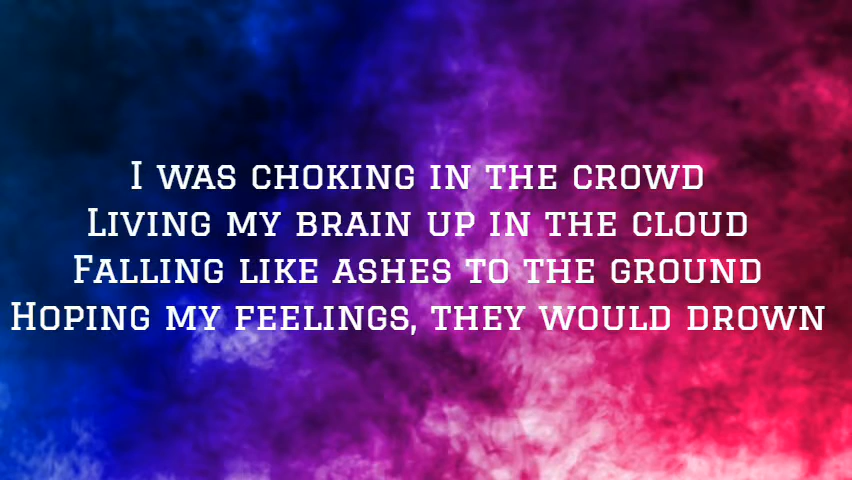 I was choking in the crowd
Living my brain up in the cloud
Falling like ashes to the ground
Hoping my feelings, they would drown